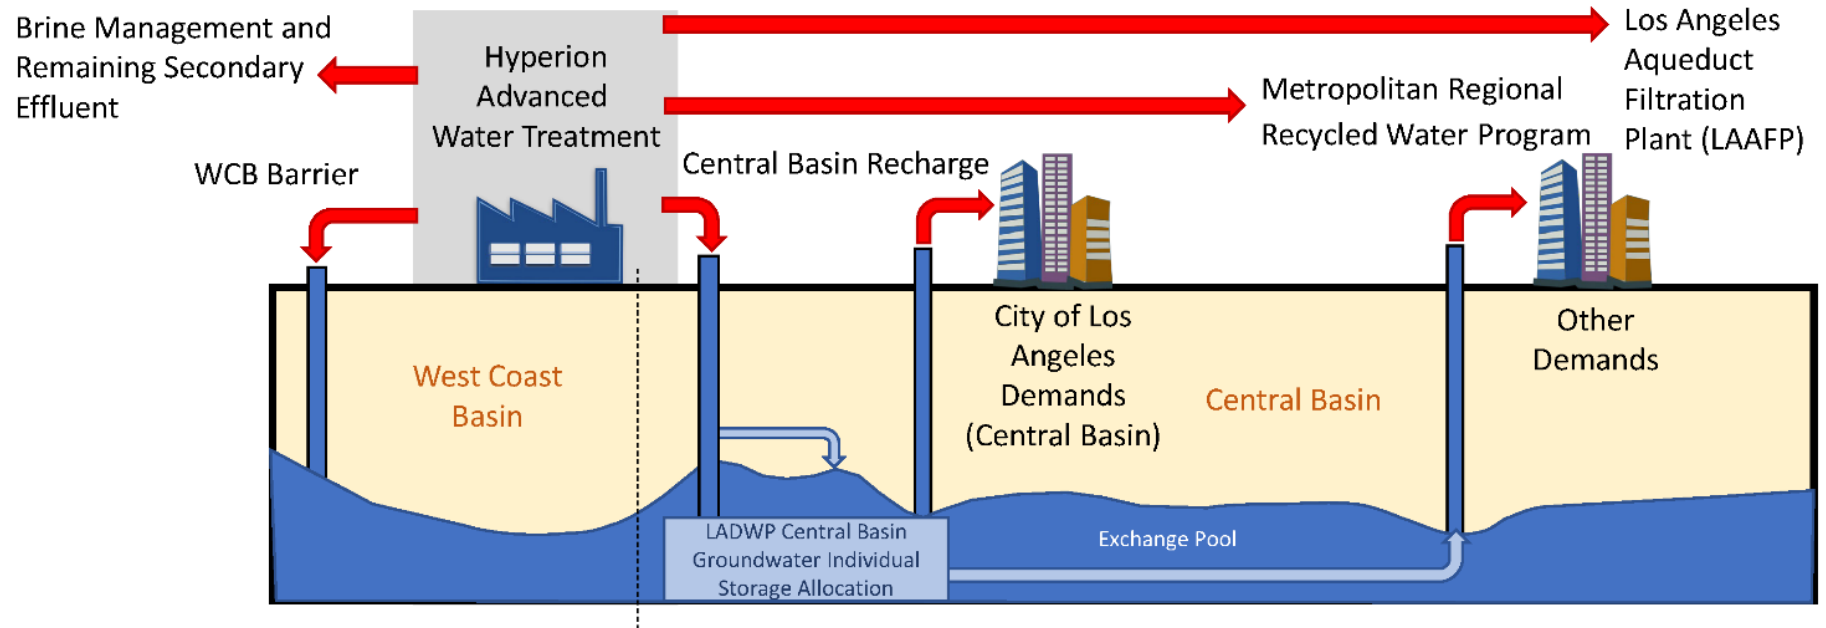 Brine Management and
Remaining Secondary
Effluent
Hyperion
Advanced
Water Treatment
Los Angeles
Aqueduct
Filtration
Plant (LAAFP)
Metropolitan Regional
Recycled Water Program
WCB Barrier
Central Basin Recharge
West Coast
Basin
City of Los
Angeles
Demands
(Central Basin)
Central Basin
Other
Demands
LADWP Central Basin
Groundwater Individual
Storage Allocation
Exchange Pool